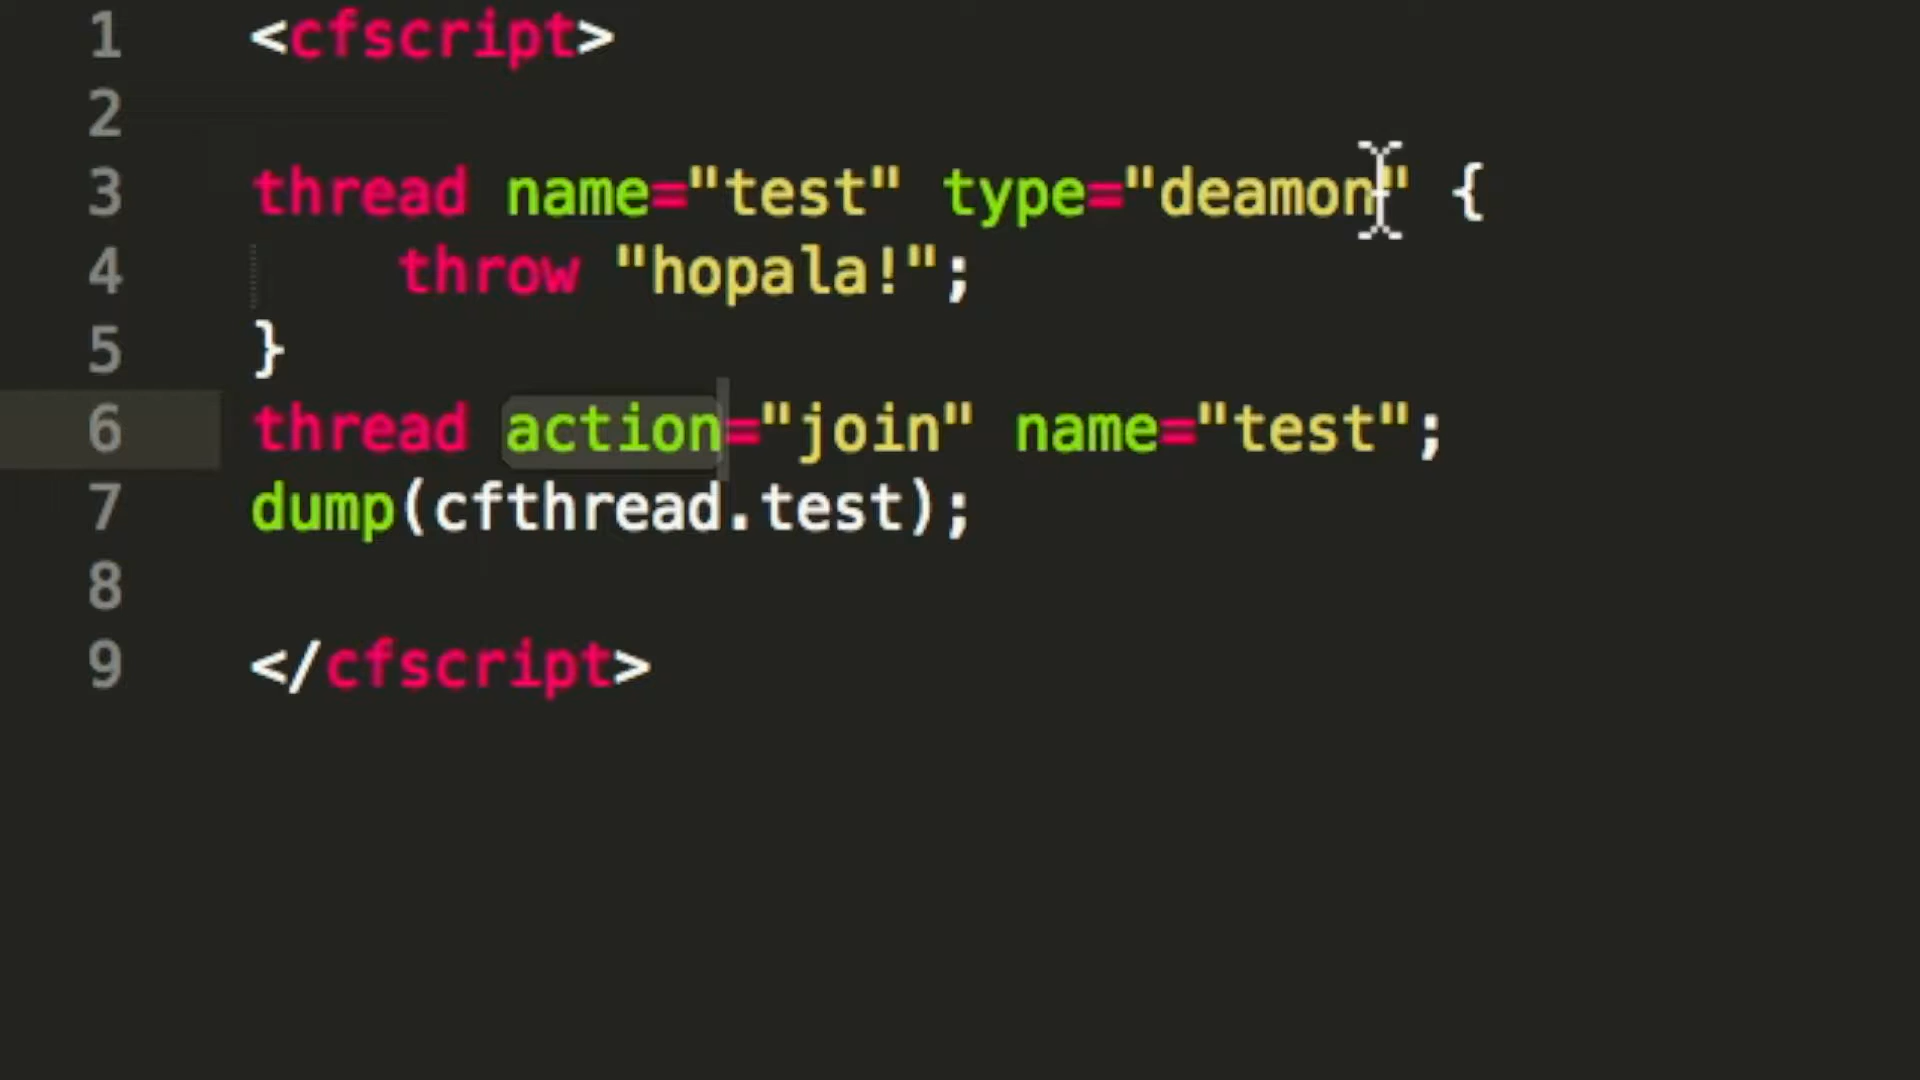 1 <cfscript>
2
3 thread name="test" type="deamon" {
4 throw "hopala!";
5 }
6 thread action="join" name="test";
7 dump(cfthread.test);
8
9 </cfscript>